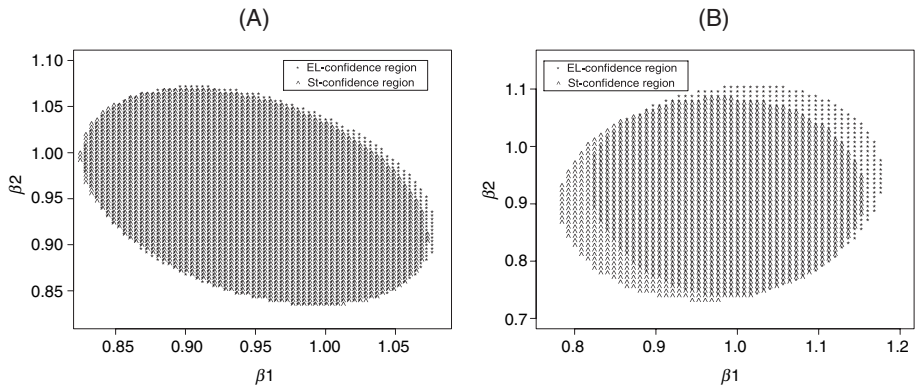 (A)
1.10
1.05
1.00
0.95
0.90
0.85
β2
EL-confidence region
^ St-confidence region
0.85 0.90 0.95 1.00 1.05
β1
(B)
1.1
1.0
0.9
0.8
0.7
β2
EL-confidence region
^ St-confidence region
0.8 0.9 1.0 1.1 1.2
β1